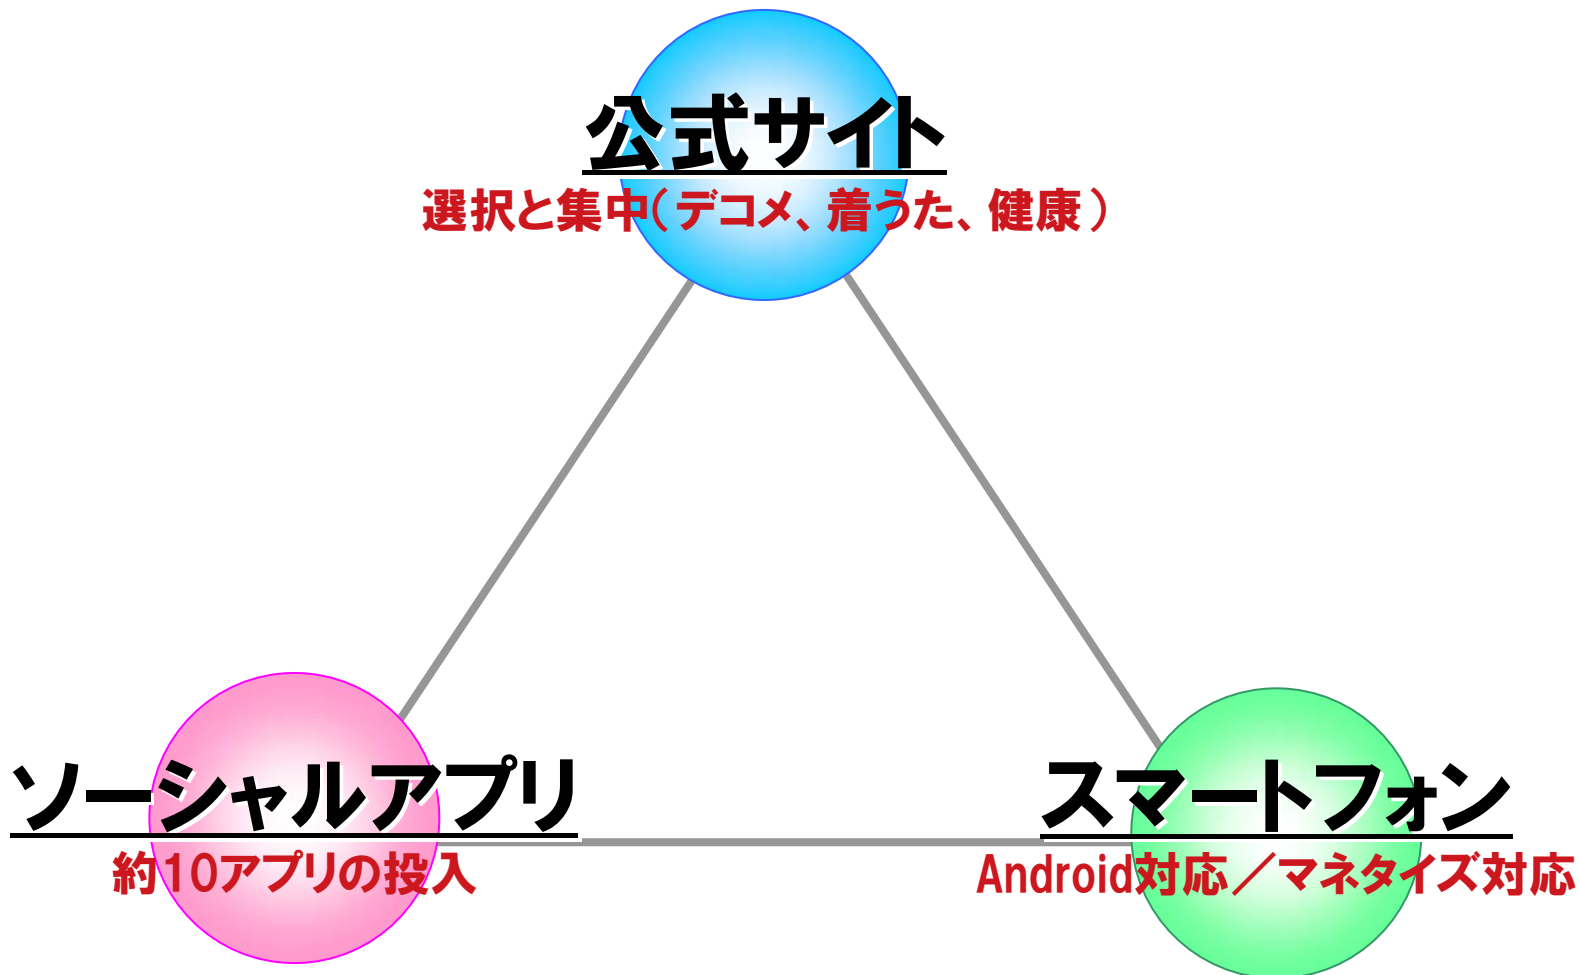 公式サイト
選択と集中(デコメ、着うた、健康)
ソーシャルアプリ
約10アプリの投入
スマートフォン
Android対応/マネタイズ対応